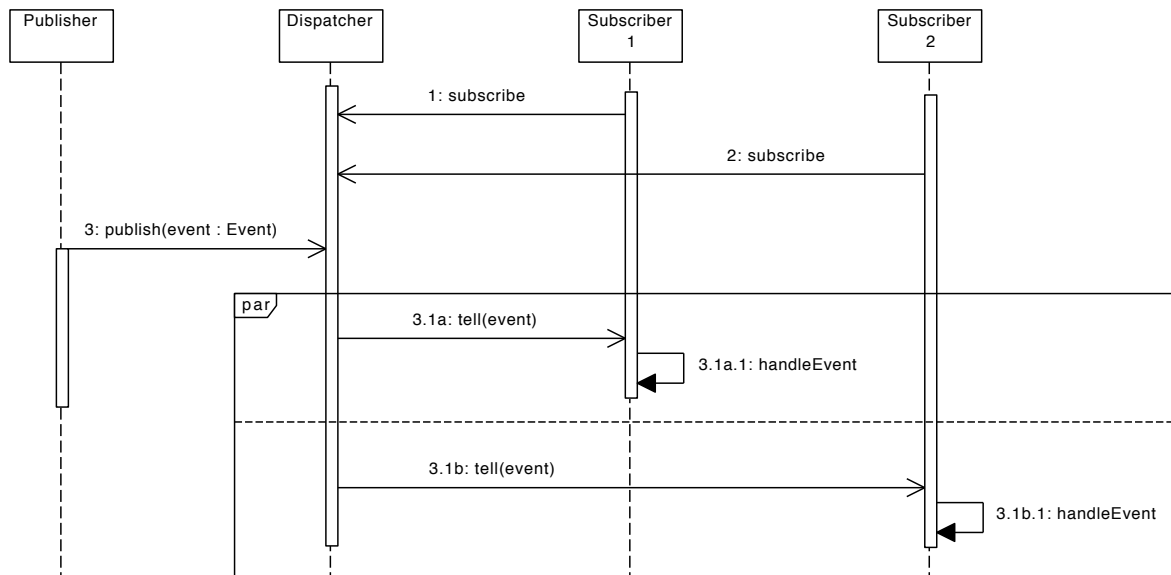 Publisher
Dispatcher
Subscriber
1
Subscriber
2
1: subscribe
2: subscribe
3: publish(event : Event)
par
3.1a: tell(event)
3.1a.1: handleEvent
3.1b: tell(event)
3.1b.1: handleEvent